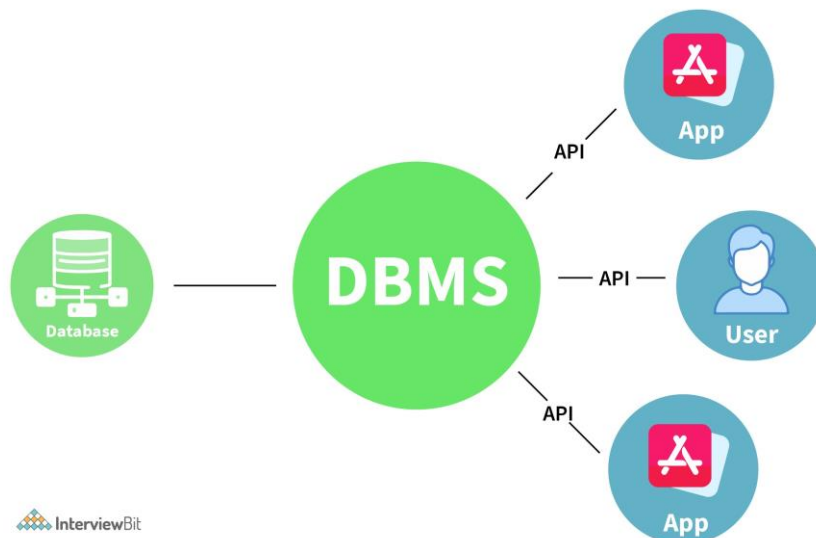 App
API
DBMS
API
User
Database
API
App
InterviewBit